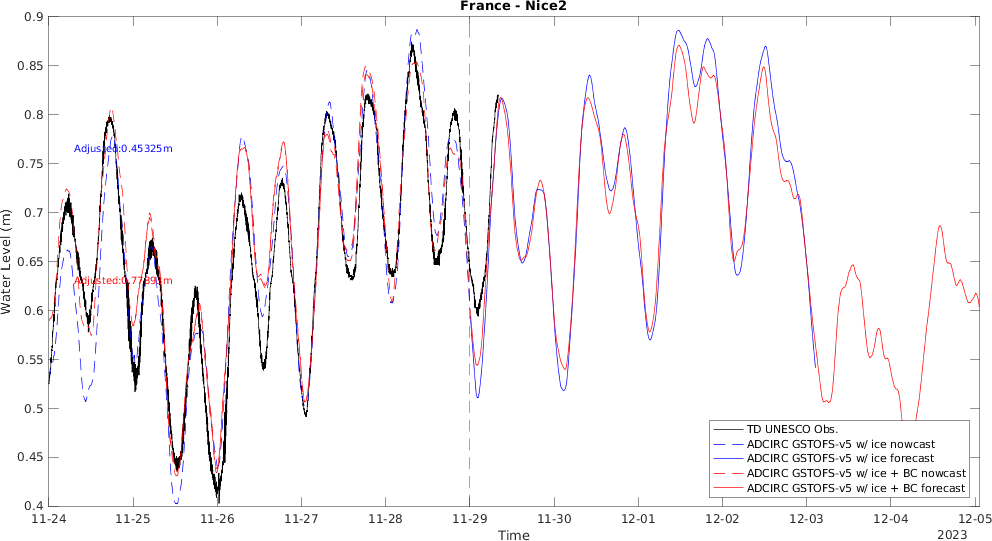 France - Nice2
0.9
0.85
0.8
0.75
0.7
0.65
0.6
0.55
0.5
0.45
0.4
Water Level (m)
Adjusted:0.45325m
TD UNESCO Obs.
ADCIRC GSTOFS-v5 w/ ice nowcast
ADCIRC GSTOFS-v5 w/ ice forecast
ADCIRC GSTOFS-v5 w/ ice + BC nowcast
ADCIRC GSTOFS-v5 w/ ice + BC forecast
11-24 11-25 11-26 11-27 11-28 11-29 11-30 12-01 12-02 12-03 12-04 12-05
Time
2023